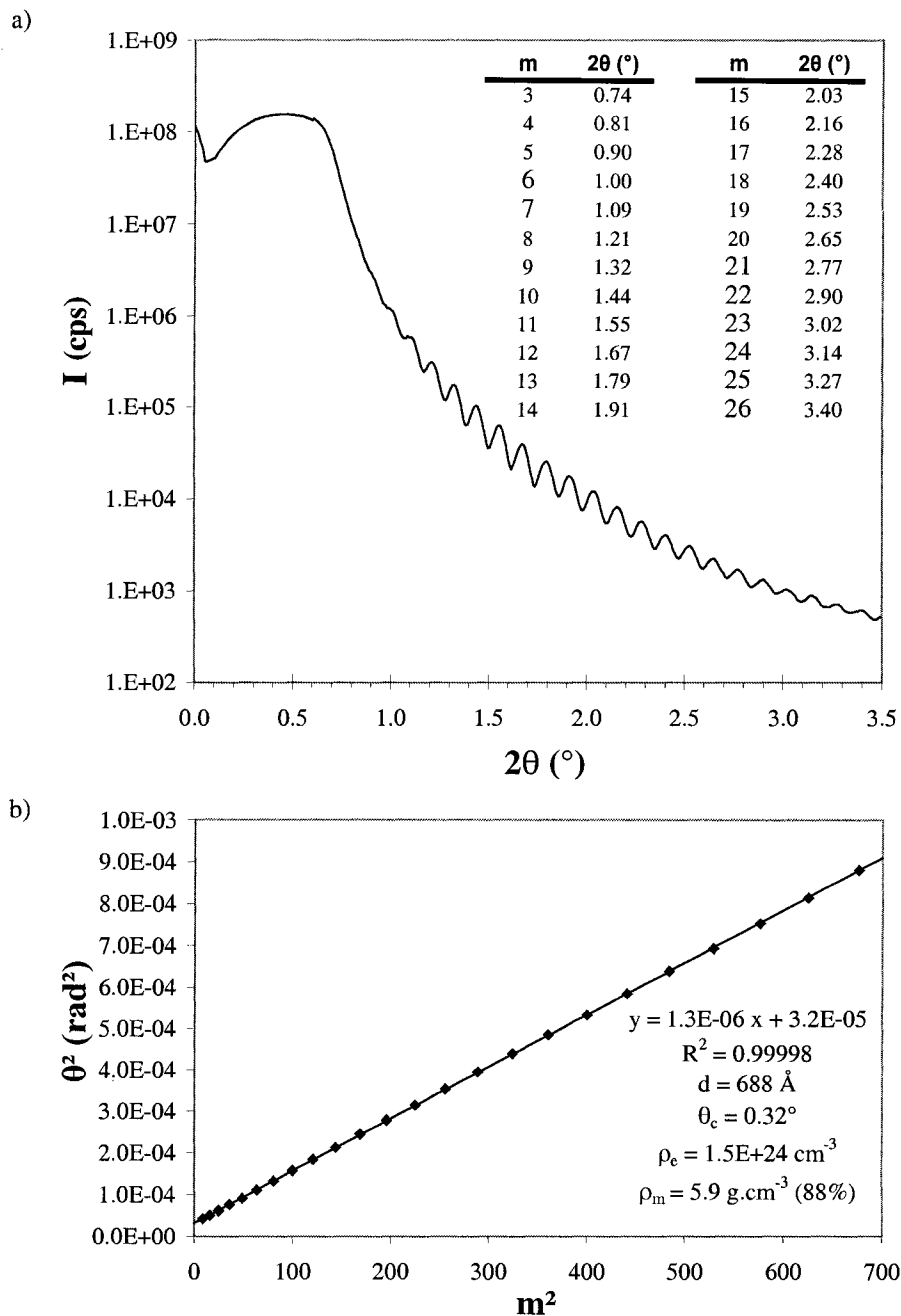 a)
1.E+09
1.E+08
1.E+07
1.E+06
1.E+05
1.E+04
1.E+03
1.E+02
I (cps)
m 2θ (°) m 2θ (°)
3 0.74 15 2.03
4 0.81 16 2.16
5 0.90 17 2.28
6 1.00 18 2.40
7 1.09 19 2.53
8 1.21 20 2.65
9 1.32 21 2.77
10 1.44 22 2.90
11 1.55 23 3.02
12 1.67 24 3.14
13 1.79 25 3.27
14 1.91 26 3.40
0.0 0.5 1.0 1.5 2.0 2.5 3.0 3.5
2θ (°)
b)
1.0E-03
9.0E-04
8.0E-04
7.0E-04
6.0E-04
5.0E-04
4.0E-04
3.0E-04
2.0E-04
1.0E-04
0.0E+00
θ² (rad²)
y = 1.3E-06 x + 3.2E-05
R² = 0.99998
d = 688 Å
θc = 0.32°
ρe = 1.5E+24 cm⁻³
ρm = 5.9 g.cm⁻³ (88%)
0 100 200 300 400 500 600 700
m²